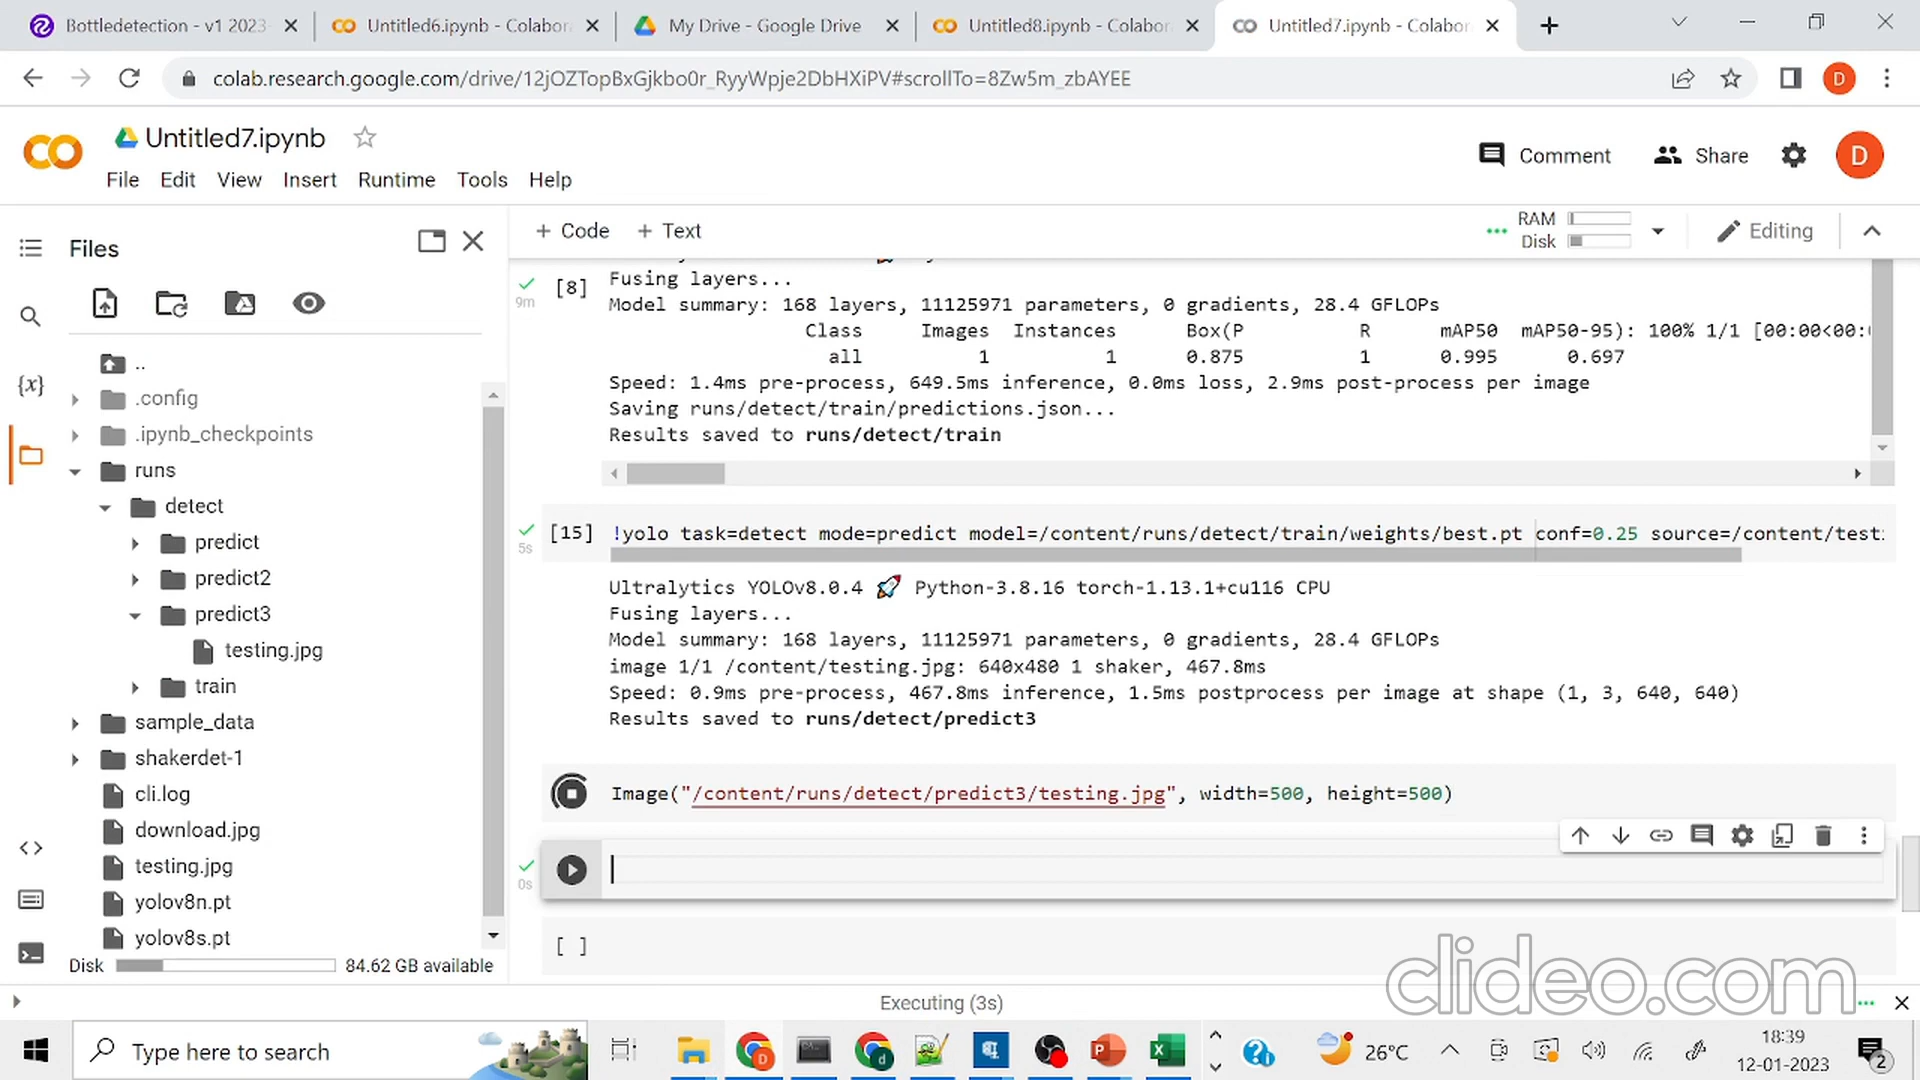 Bottledetection - v1 2023
Untitled6.ipynb - Colabor
My Drive - Google Drive
Untitled8.ipynb - Colabor
Untitled7.ipynb - Colabor
colab.research.google.com/drive/12jOZTopBxGjkbo0r_RyyWpje2DbHXiPV#scrollTo=8Zw5m_zbAYEE
D
Untitled7.ipynb
Comment
Share
D
File Edit View Insert Runtime Tools Help
Files
+ Code + Text
RAM
Disk
Editing
..
.config
.ipynb_checkpoints
runs
detect
predict
predict2
predict3
testing.jpg
train
sample_data
shakerdet-1
cli.log
download.jpg
testing.jpg
yolov8n.pt
yolov8s.pt
Disk 84.62 GB available
9m
[8]
Fusing layers...
Model summary: 168 layers, 11125971 parameters, 0 gradients, 28.4 GFLOPs
Class Images Instances Box(P R mAP50 mAP50-95): 100% 1/1 [00:00<00:
all 1 1 0.875 1 0.995 0.697
Speed: 1.4ms pre-process, 649.5ms inference, 0.0ms loss, 2.9ms post-process per image
Saving runs/detect/train/predictions.json...
Results saved to runs/detect/train
5s
[15] !yolo task=detect mode=predict model=/content/runs/detect/train/weights/best.pt conf=0.25 source=/content/test
Ultralytics YOLOv8.0.4 🚀 Python-3.8.16 torch-1.13.1+cu116 CPU
Fusing layers...
Model summary: 168 layers, 11125971 parameters, 0 gradients, 28.4 GFLOPs
image 1/1 /content/testing.jpg: 640x480 1 shaker, 467.8ms
Speed: 0.9ms pre-process, 467.8ms inference, 1.5ms postprocess per image at shape (1, 3, 640, 640)
Results saved to runs/detect/predict3
Image("/content/runs/detect/predict3/testing.jpg", width=500, height=500)
0s
[ ]
clideo.com
Executing (3s)
Type here to search
26°C
18:39
12-01-2023
2